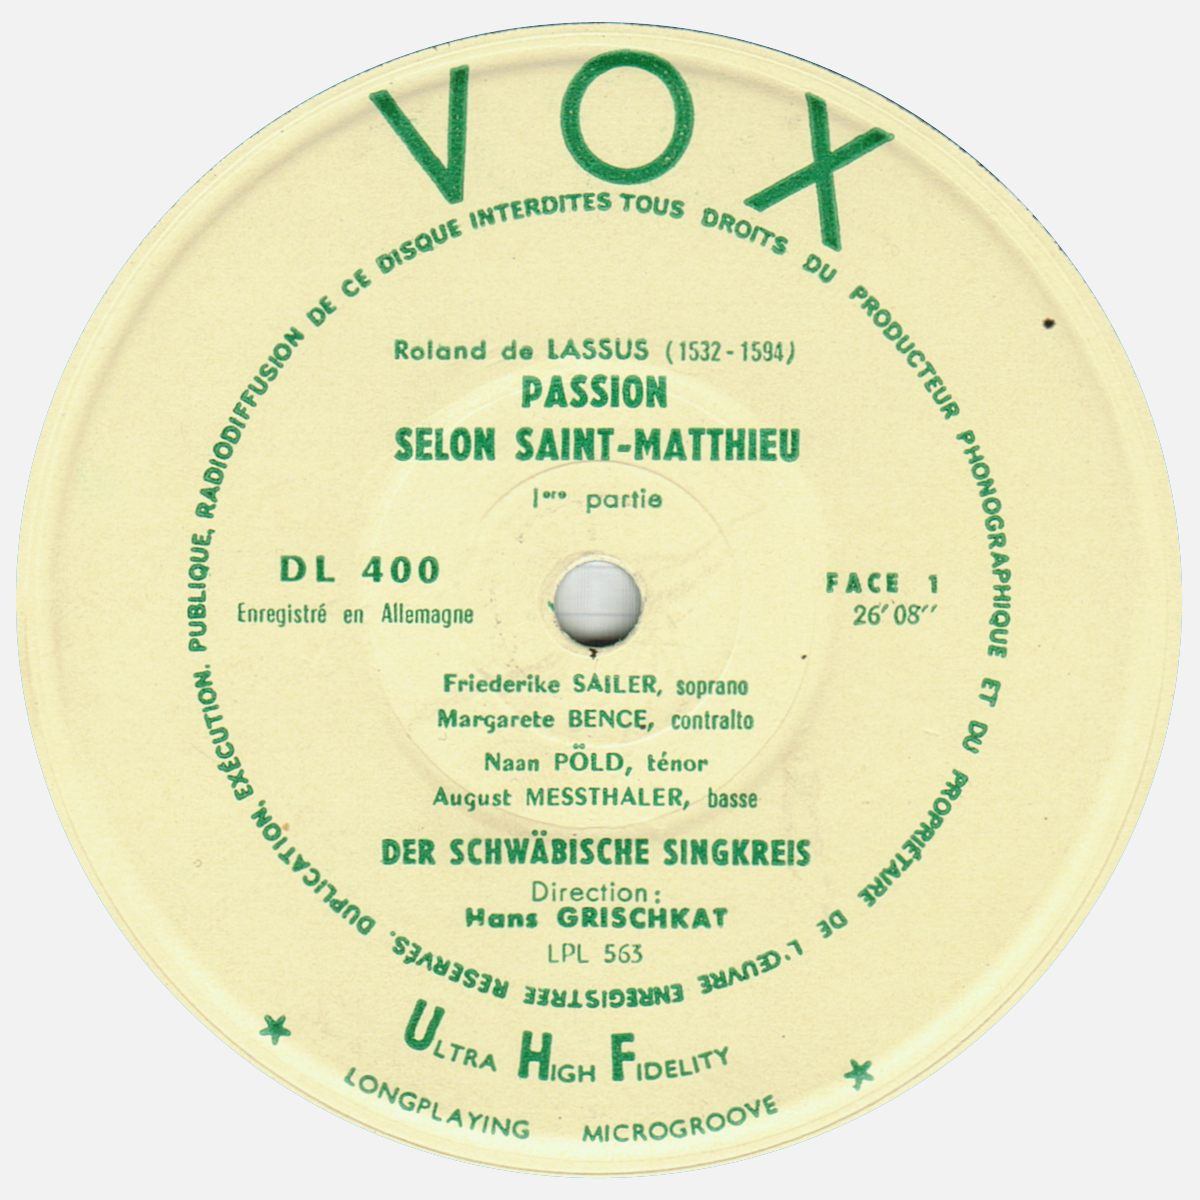 VOX
TOUS DROITS DU PRODUCTEUR PHONOGRAPHIQUE ET DU PROPRIÉTAIRE DE L'ŒUVRE ENREGISTREE RESERVÉS. DUPLICATION, EXÉCUTION. PUBLIQUE, RADIODIFFUSION DE CE DISQUE INTERDITES
Roland de LASSUS (1532 - 1594)
PASSION
SELON SAINT-MATTHIEU
1ere partie
DL 400
Enregistré en Allemagne
FACE 1
26" 08"
Friederike SAILER, soprano
Margarete BENCE, contralto
Naan PÖLD, ténor
August MESSTHALER, basse
DER SCHWÄBISCHE SINGKREIS
Direction :
Hans GRISCHKAT
LPL 563
ULTRA HIGH FIDELITY
LONGPLAYING MICROGROOVE